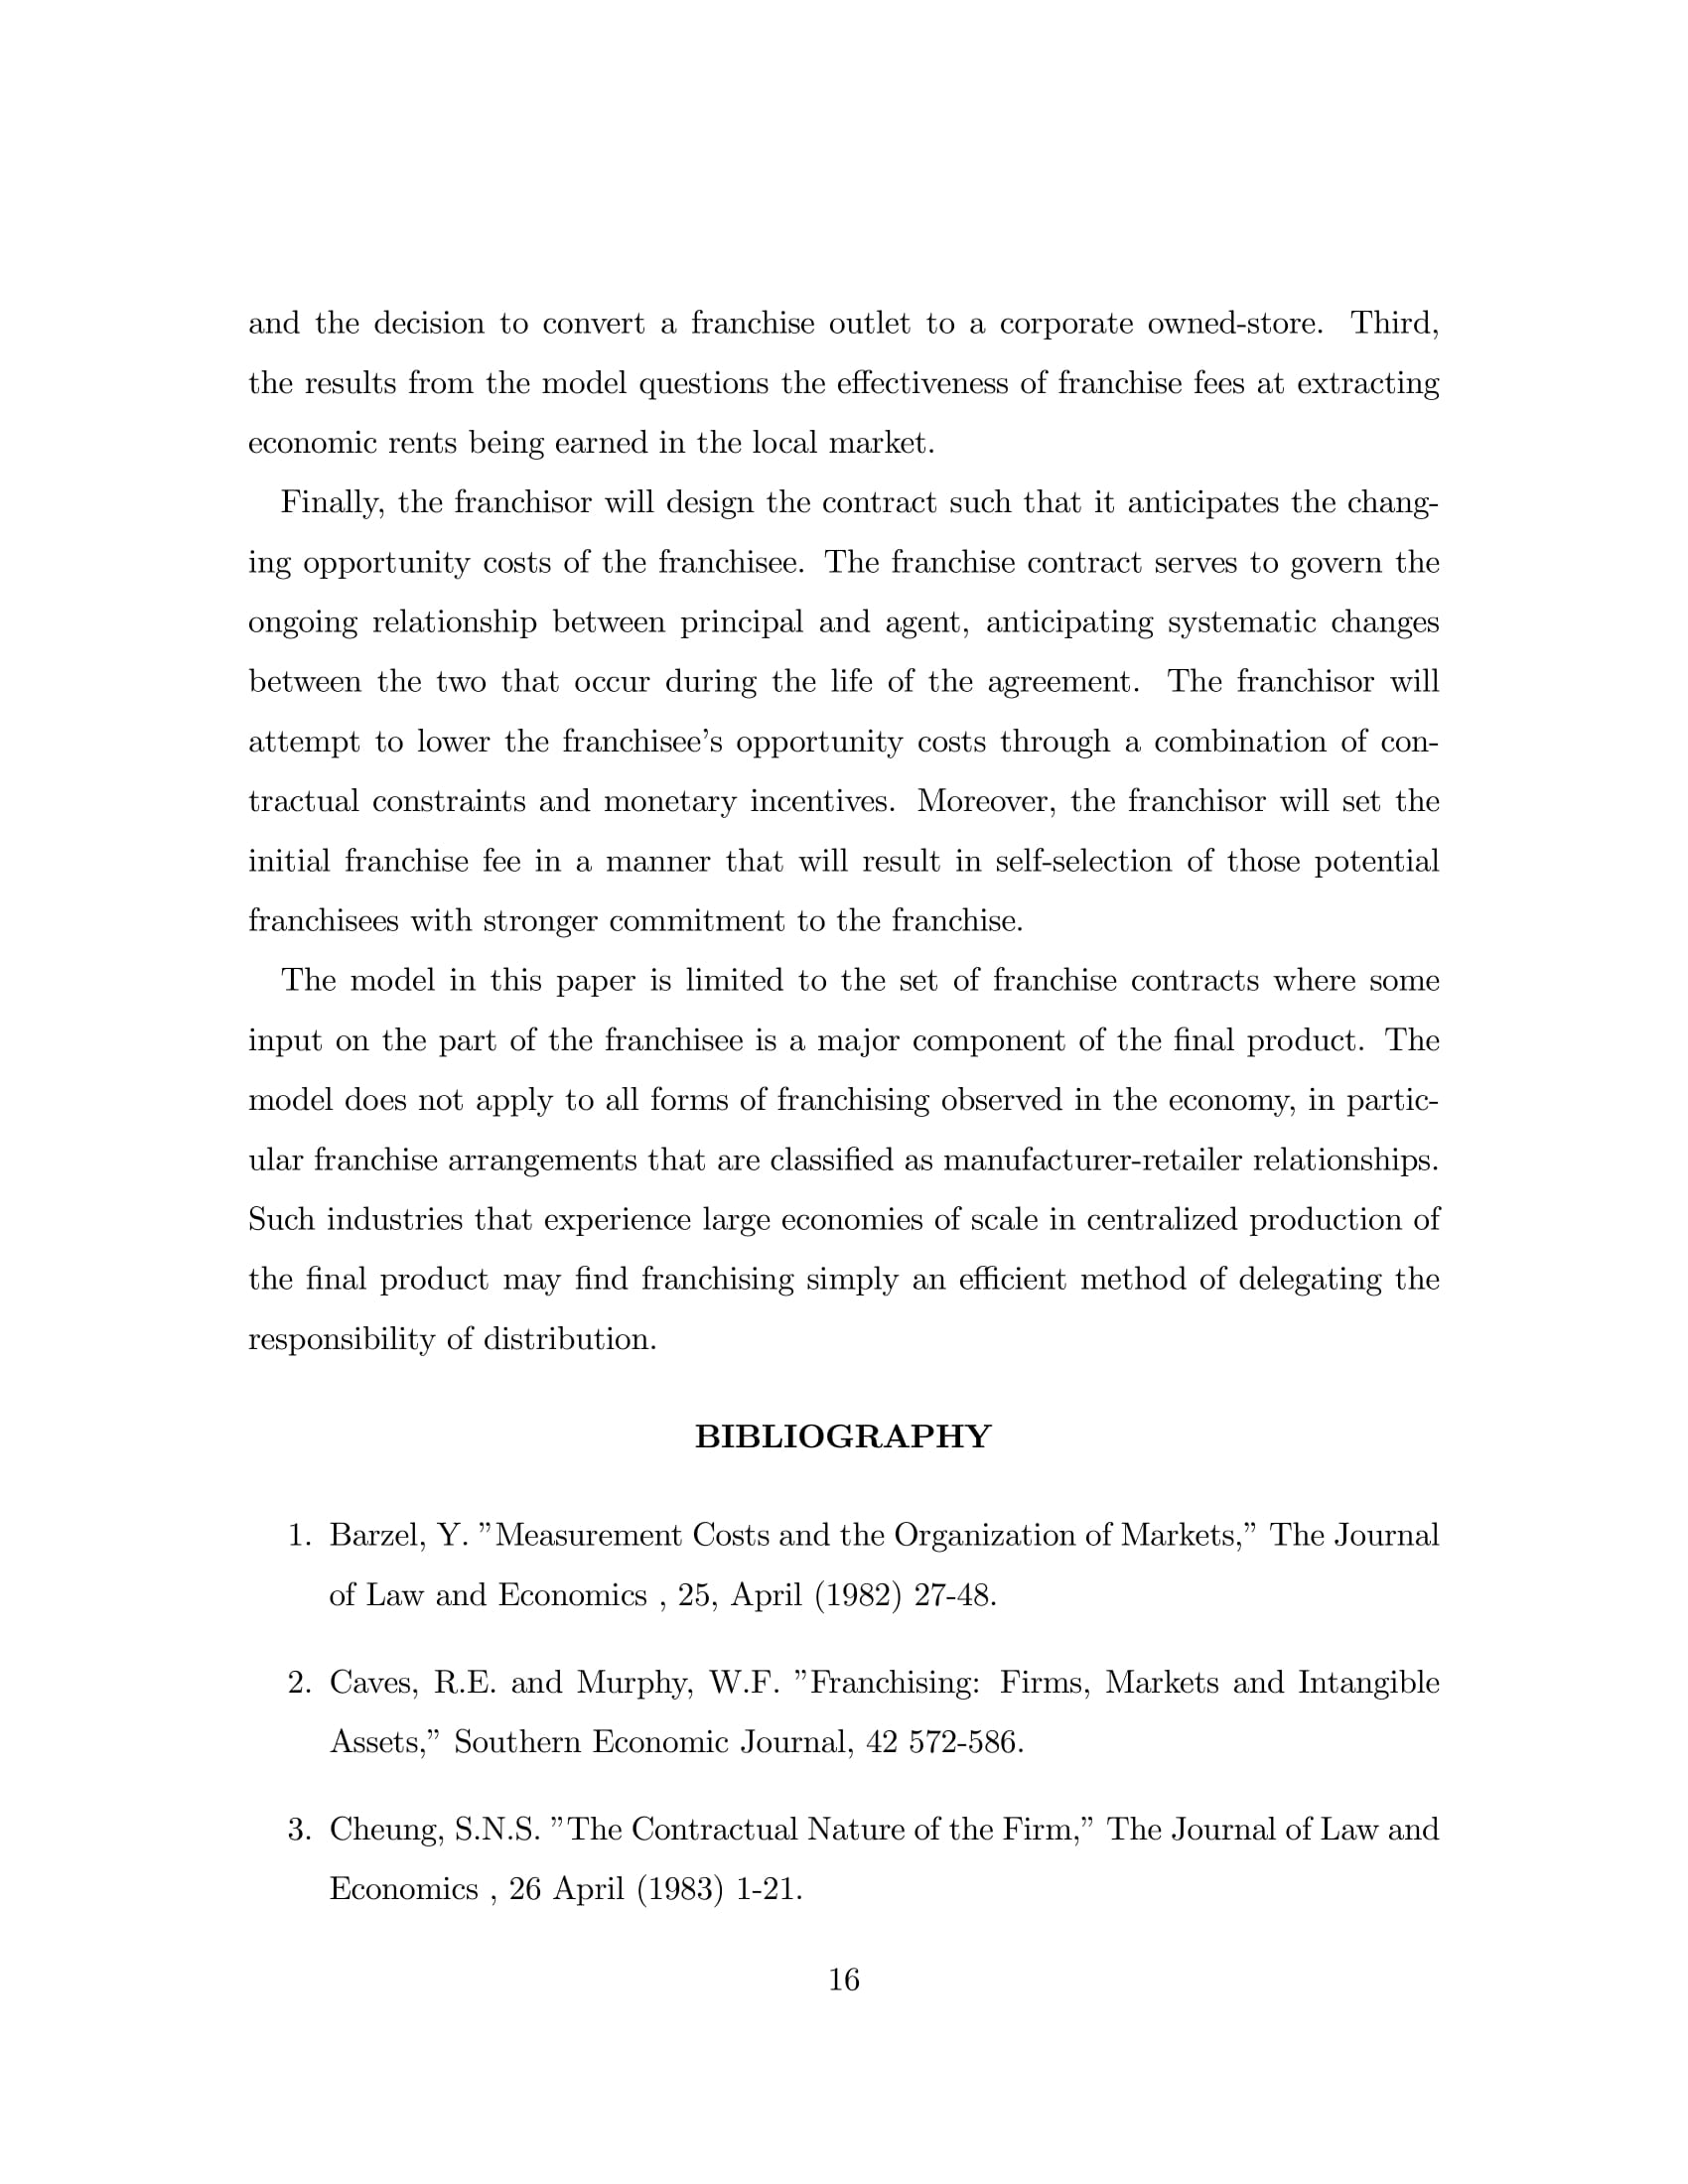 and the decision to convert a franchise outlet to a corporate owned-store. Third,
the results from the model questions the effectiveness of franchise fees at extracting
economic rents being earned in the local market.
Finally, the franchisor will design the contract such that it anticipates the chang-
ing opportunity costs of the franchisee. The franchise contract serves to govern the
ongoing relationship between principal and agent, anticipating systematic changes
between the two that occur during the life of the agreement. The franchisor will
attempt to lower the franchisee's opportunity costs through a combination of con-
tractual constraints and monetary incentives. Moreover, the franchisor will set the
initial franchise fee in a manner that will result in self-selection of those potential
franchisees with stronger commitment to the franchise.
The model in this paper is limited to the set of franchise contracts where some
input on the part of the franchisee is a major component of the final product. The
model does not apply to all forms of franchising observed in the economy, in partic-
ular franchise arrangements that are classified as manufacturer-retailer relationships.
Such industries that experience large economies of scale in centralized production of
the final product may find franchising simply an efficient method of delegating the
responsibility of distribution.
BIBLIOGRAPHY
1. Barzel, Y. ”Measurement Costs and the Organization of Markets,” The Journal
of Law and Economics , 25, April (1982) 27-48.
2. Caves, R.E. and Murphy, W.F. ”Franchising: Firms, Markets and Intangible
Assets,” Southern Economic Journal, 42 572-586.
3. Cheung, S.N.S. ”The Contractual Nature of the Firm,” The Journal of Law and
Economics , 26 April (1983) 1-21.
16